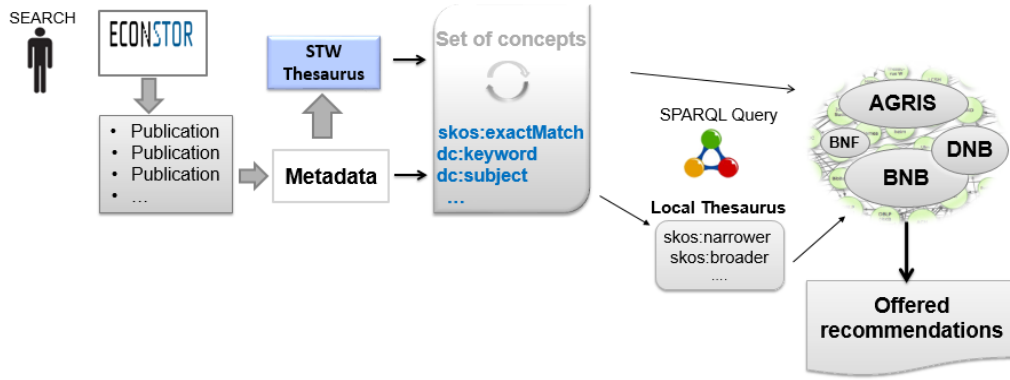 SEARCH
ECONSTOR
• Publication
• Publication
• Publication
• ...
STW
Thesaurus
Metadata
Set of concepts
skos:exactMatch
dc:keyword
dc:subject
...
SPARQL Query
Local Thesaurus
skos:narrower
skos:broader
....
AGRIS
BNF
DNB
BNB
Offered
recommendations